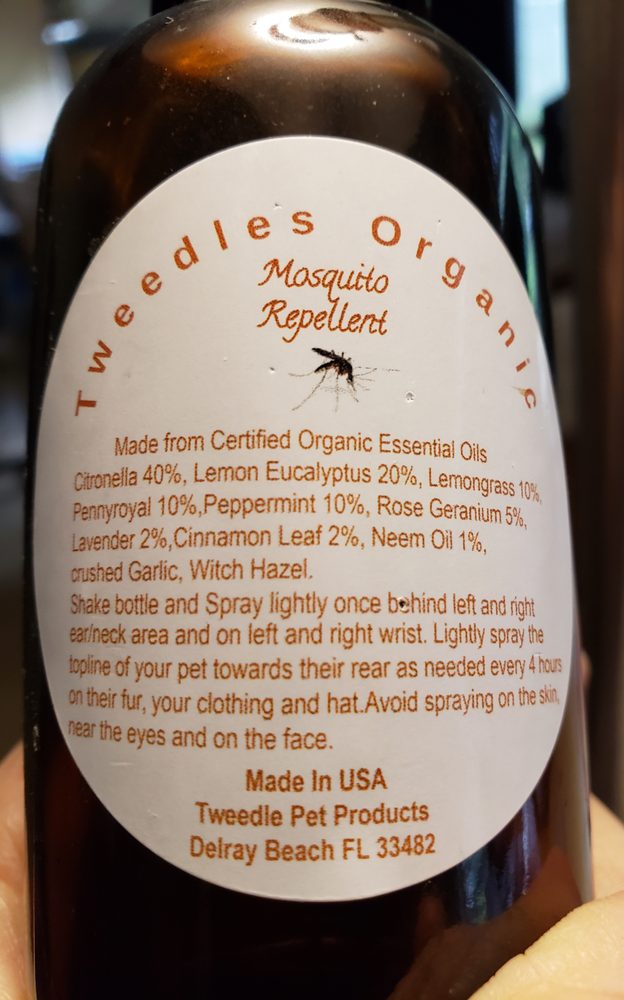 Tweedles Organic
Mosquito
Repellent
Made from Certified Organic Essential Oils
Citronella 40%, Lemon Eucalyptus 20%, Lemongrass 10%,
Pennyroyal 10%,Peppermint 10%, Rose Geranium 5%,
Lavender 2%,Cinnamon Leaf 2%, Neem Oil 1%,
crushed Garlic, Witch Hazel.
Shake bottle and Spray lightly once behind left and right
ear/neck area and on left and right wrist. Lightly spray the
topline of your pet towards their rear as needed every 4 hours
on their fur, your clothing and hat.Avoid spraying on the skin,
near the eyes and on the face.
Made In USA
Tweedle Pet Products
Delray Beach FL 33482